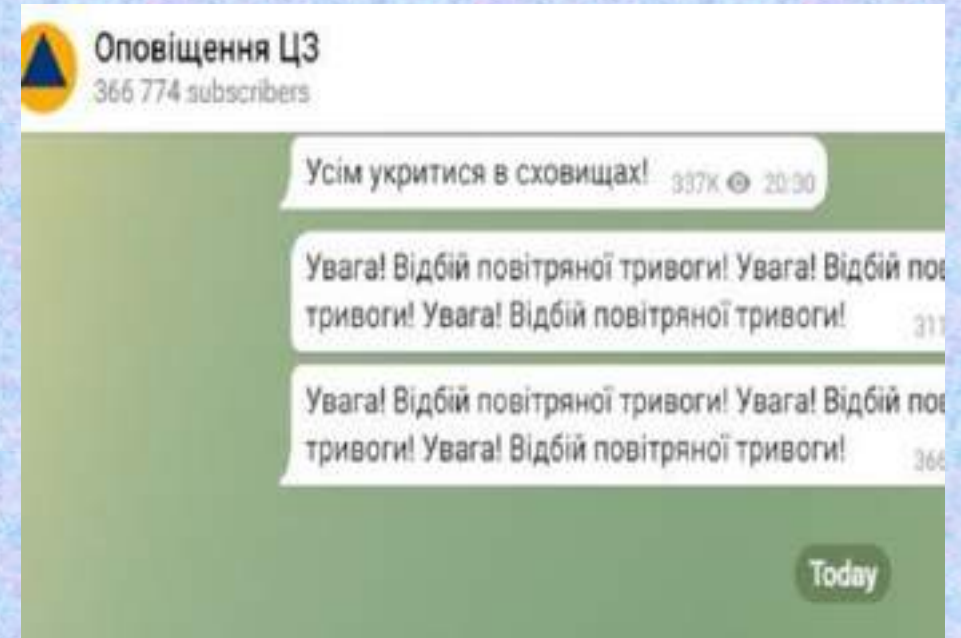 Оповіщення ЦЗ
366 774 subscribers
Усім укритися в сховищах! 337K 20:30
Увага! Відбій повітряної тривоги! Увага! Відбій
тривоги! Увага! Відбій повітряної тривоги!
Увага! Відбій повітряної тривоги! Увага! Відбій
тривоги! Увага! Відбій повітряної тривоги!
Today